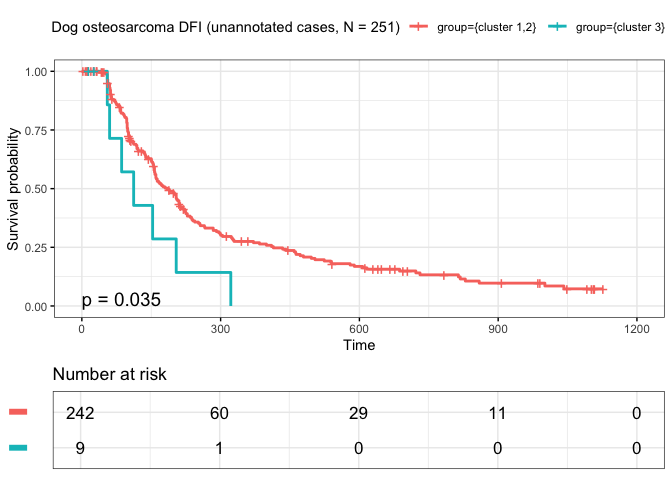 Dog osteosarcoma DFI (unannotated cases, N = 251) group={cluster 1,2} group={cluster 3}
1.00
0.75
0.50
0.25
0.00
Survival probability
p = 0.035
0 300 600 900 1200
Time
Number at risk
242 60 29 11 0
9 1 0 0 0